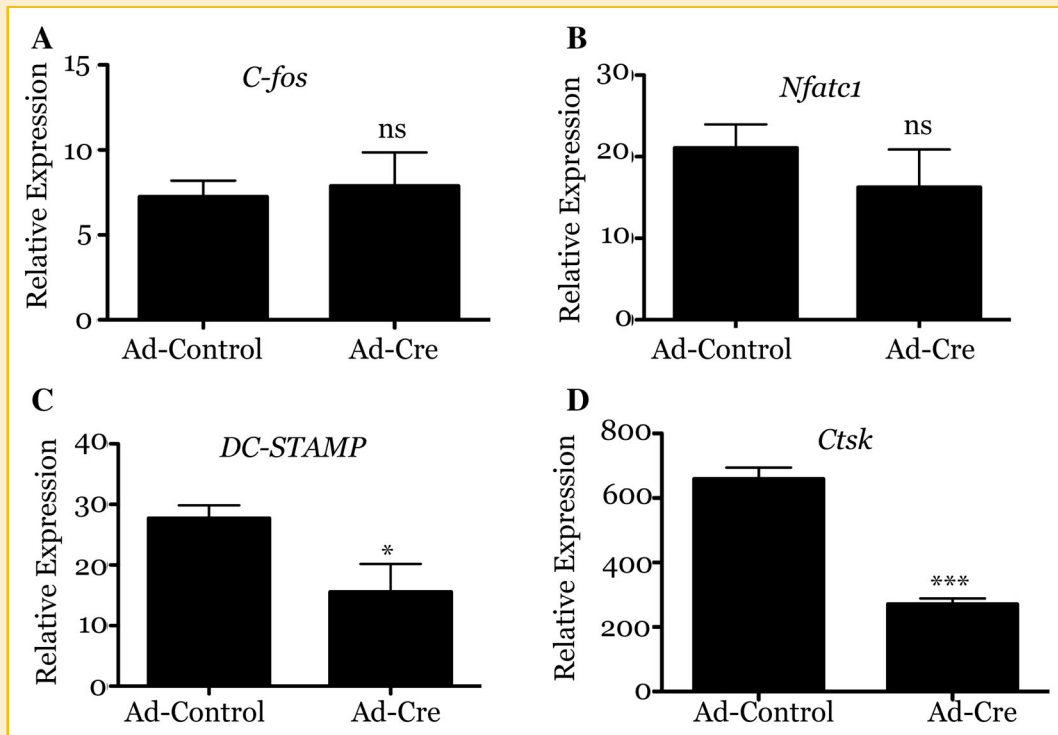 A
C-fos
Relative Expression
15
10
5
0
ns
Ad-Control Ad-Cre
B
Nfatc1
Relative Expression
30
20
10
0
ns
Ad-Control Ad-Cre
C
DC-STAMP
Relative Expression
40
30
20
10
0
*
Ad-Control Ad-Cre
D
Ctsk
Relative Expression
800
600
400
200
0
***
Ad-Control Ad-Cre